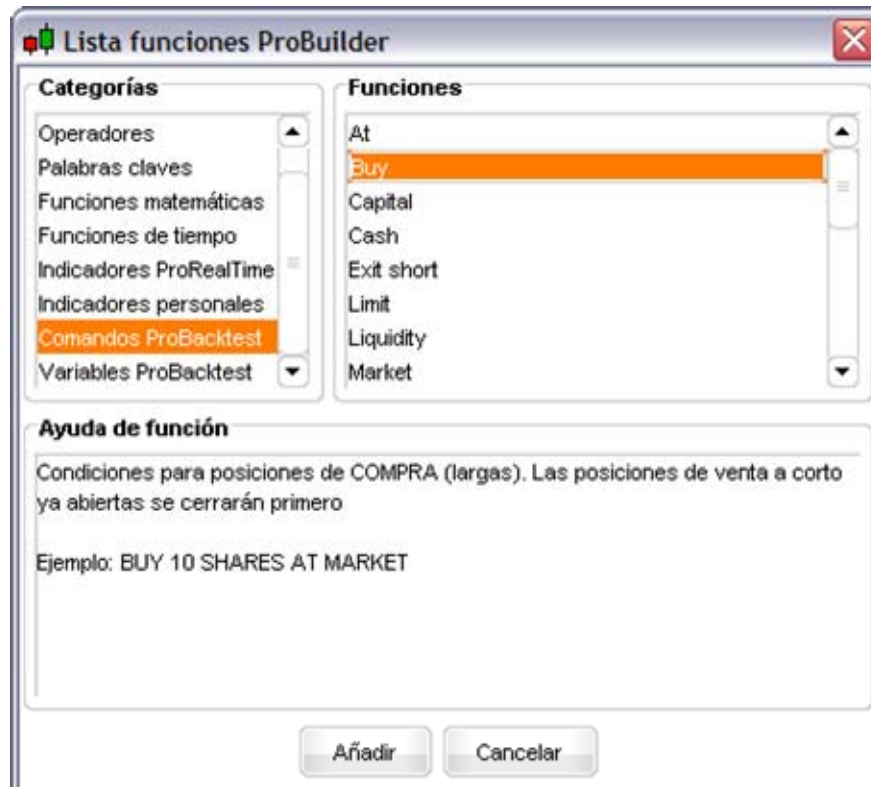 Lista funciones ProBuilder
Categorías
Operadores
Palabras claves
Funciones matemáticas
Funciones de tiempo
Indicadores ProRealTime
Indicadores personales
Comandos ProBacktest
Variables ProBacktest
Funciones
At
Buy
Capital
Cash
Exit short
Limit
Liquidity
Market
Ayuda de función
Condiciones para posiciones de COMPRA (largas). Las posiciones de venta a corto
ya abiertas se cerrarán primero
Ejemplo: BUY 10 SHARES AT MARKET
Añadir
Cancelar